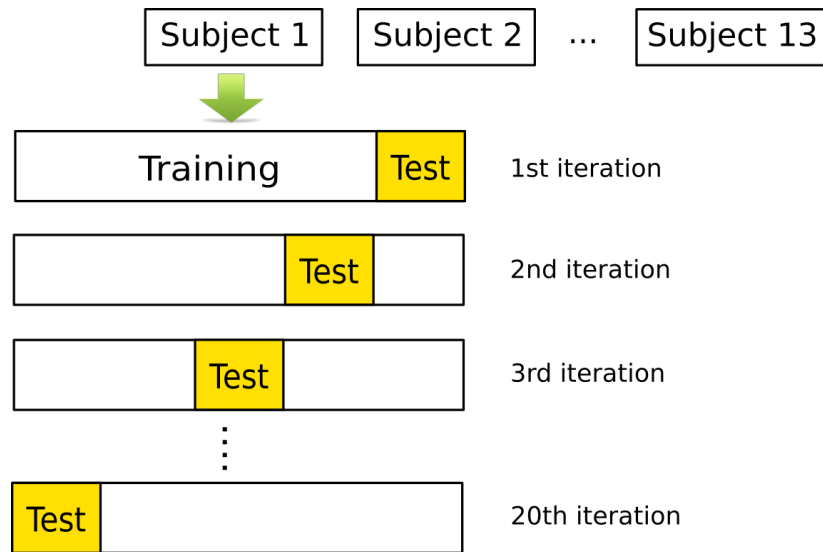 Subject 1 Subject 2 ... Subject 13
Training Test 1st iteration
Test 2nd iteration
Test 3rd iteration
Test 20th iteration